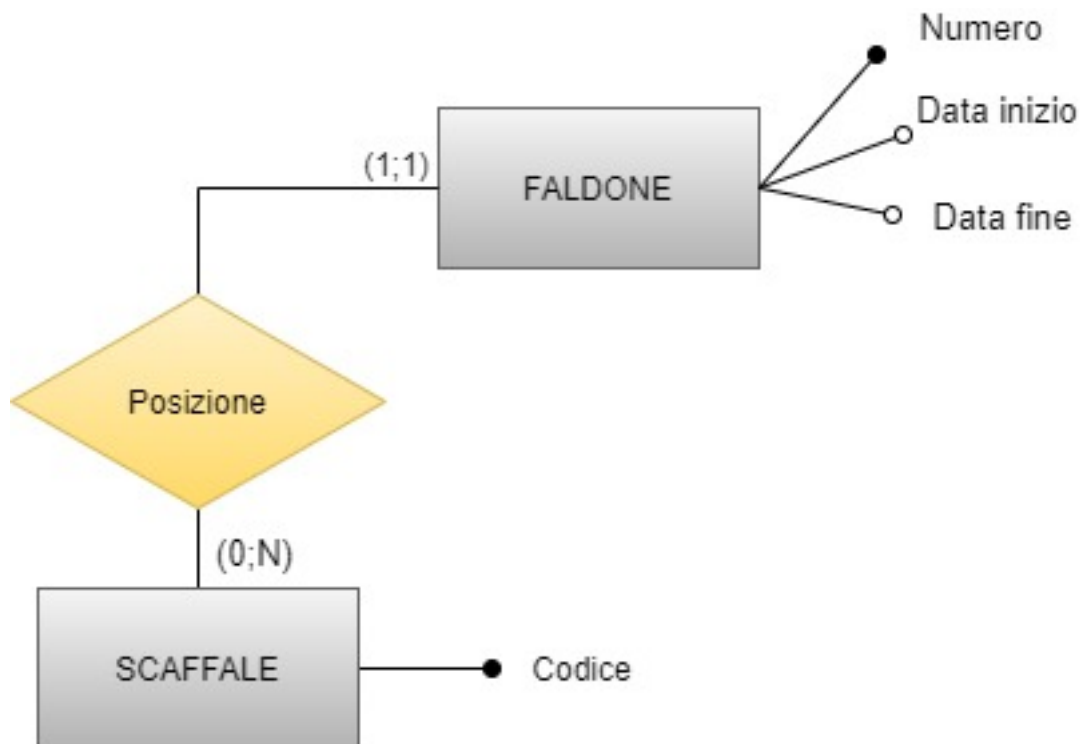 Numero
Data inizio
(1;1)
FALDONE
Data fine
Posizione
(0;N)
SCAFFALE
Codice